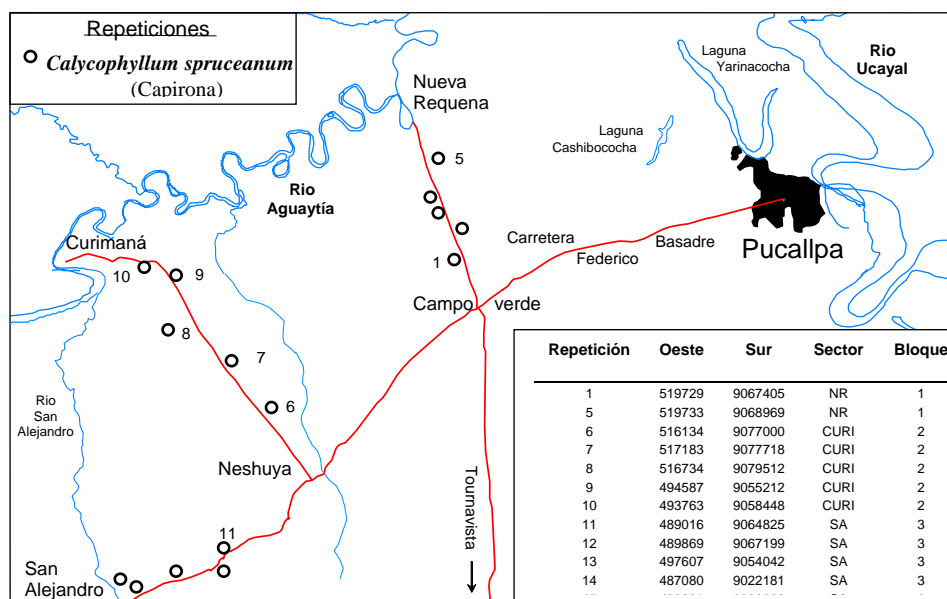 Repeticiones
Calycophyllum spruceanum
(Capirona)
Nueva
Requena
Laguna
Yarinacocha
Rio
Ucayal
Laguna
Cashibococha
5
Rio
Aguaytía
Curimaná
10
9
1
Carretera
Federico
Basadre
Pucallpa
Campo verde
8
7
6
Rio
San
Alejandro
Neshuya
Tournavista
11
San
Alejandro
Repetición Oeste Sur Sector Bloque
1 519729 9067405 NR 1
5 519733 9068969 NR 1
6 516134 9077000 CURI 2
7 517183 9077718 CURI 2
8 516734 9079512 CURI 2
9 494587 9055212 CURI 2
10 493763 9058448 CURI 2
11 489016 9064825 SA 3
12 489869 9067199 SA 3
13 497607 9054042 SA 3
14 487080 9022181 SA 3